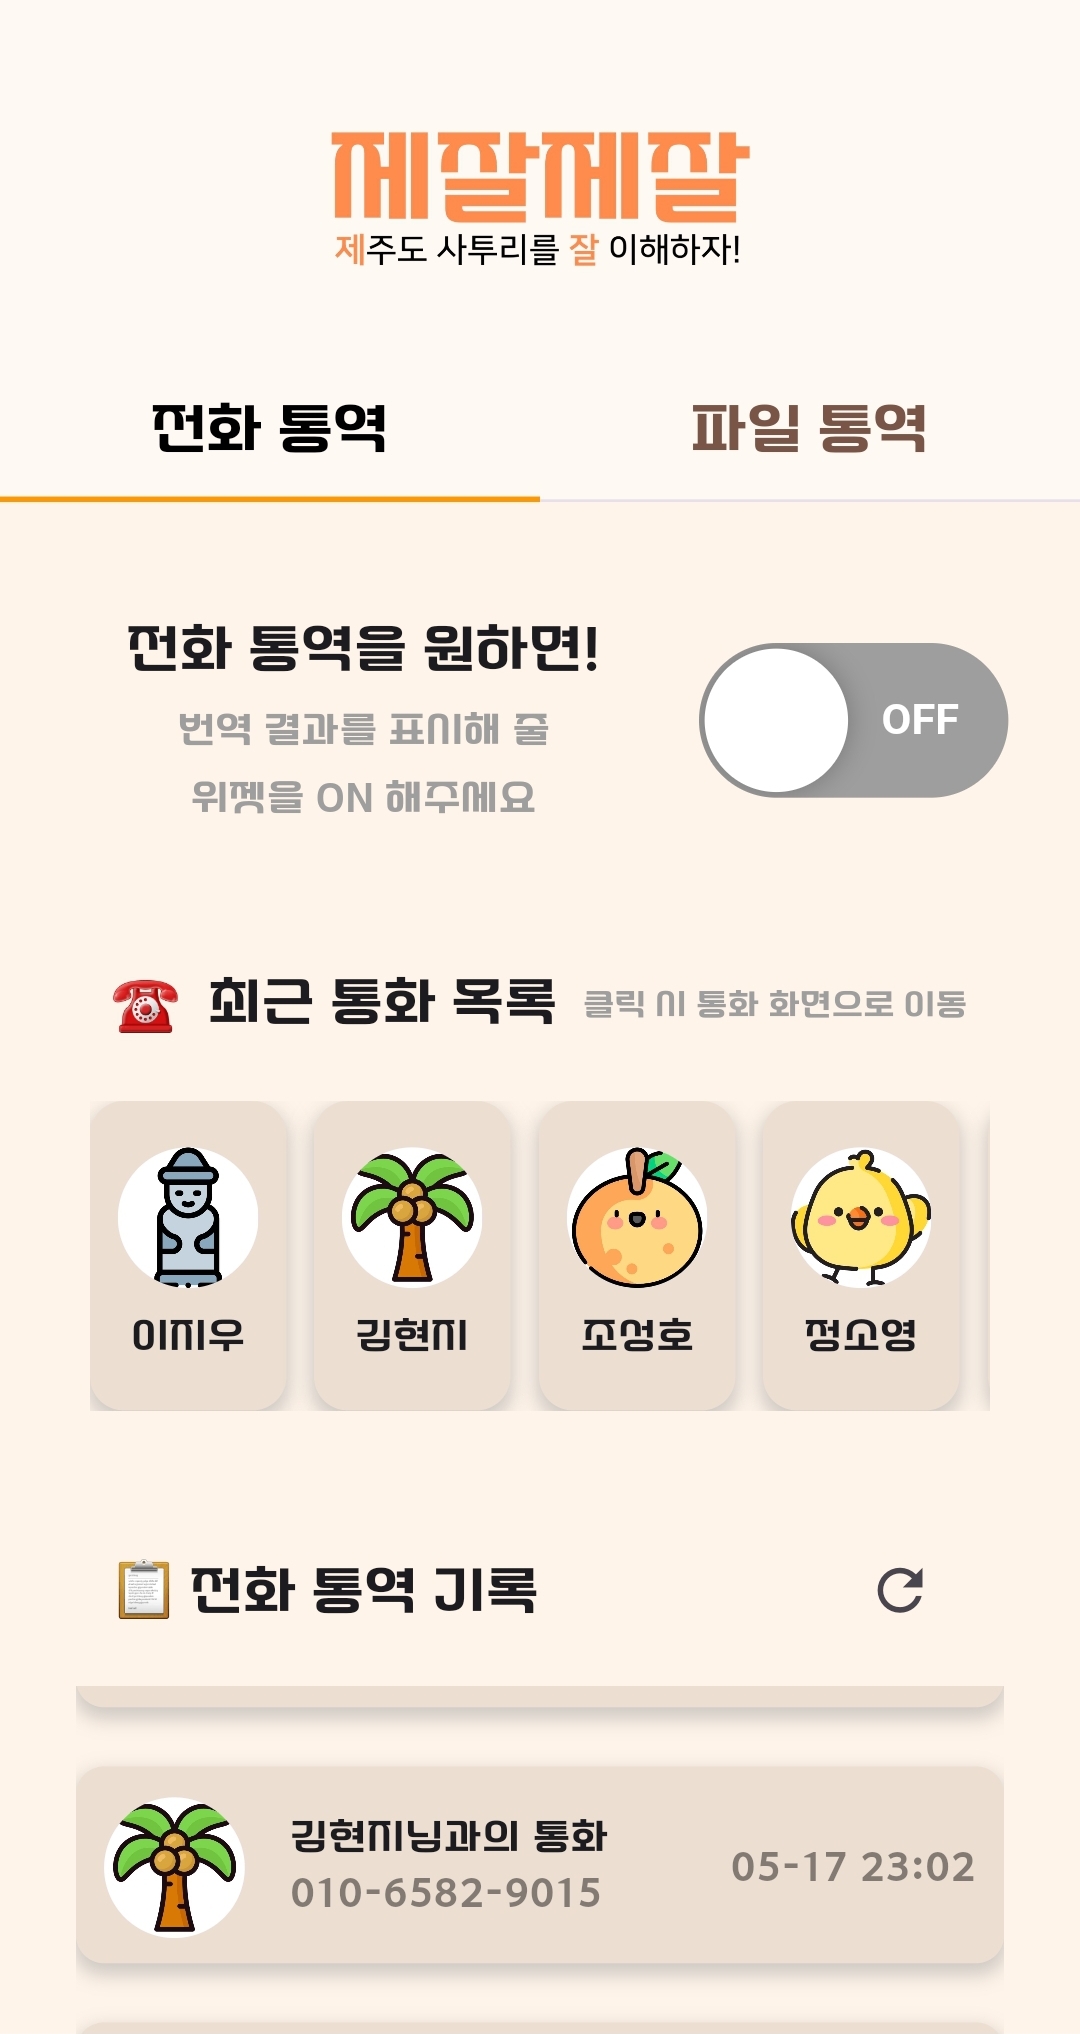 제잘제잘
제주도 사투리를 잘 이해하자!
전화 통역
파일 통역
전화 통역을 원하면!
번역 결과를 표시해 줄
위젯을 ON 해주세요
OFF
최근 통화 목록
클릭 시 통화 화면으로 이동
이지우
김현지
조성호
정소영
전화 통역 기록
김현지님과의 통화
010-6582-9015
05-17 23:02